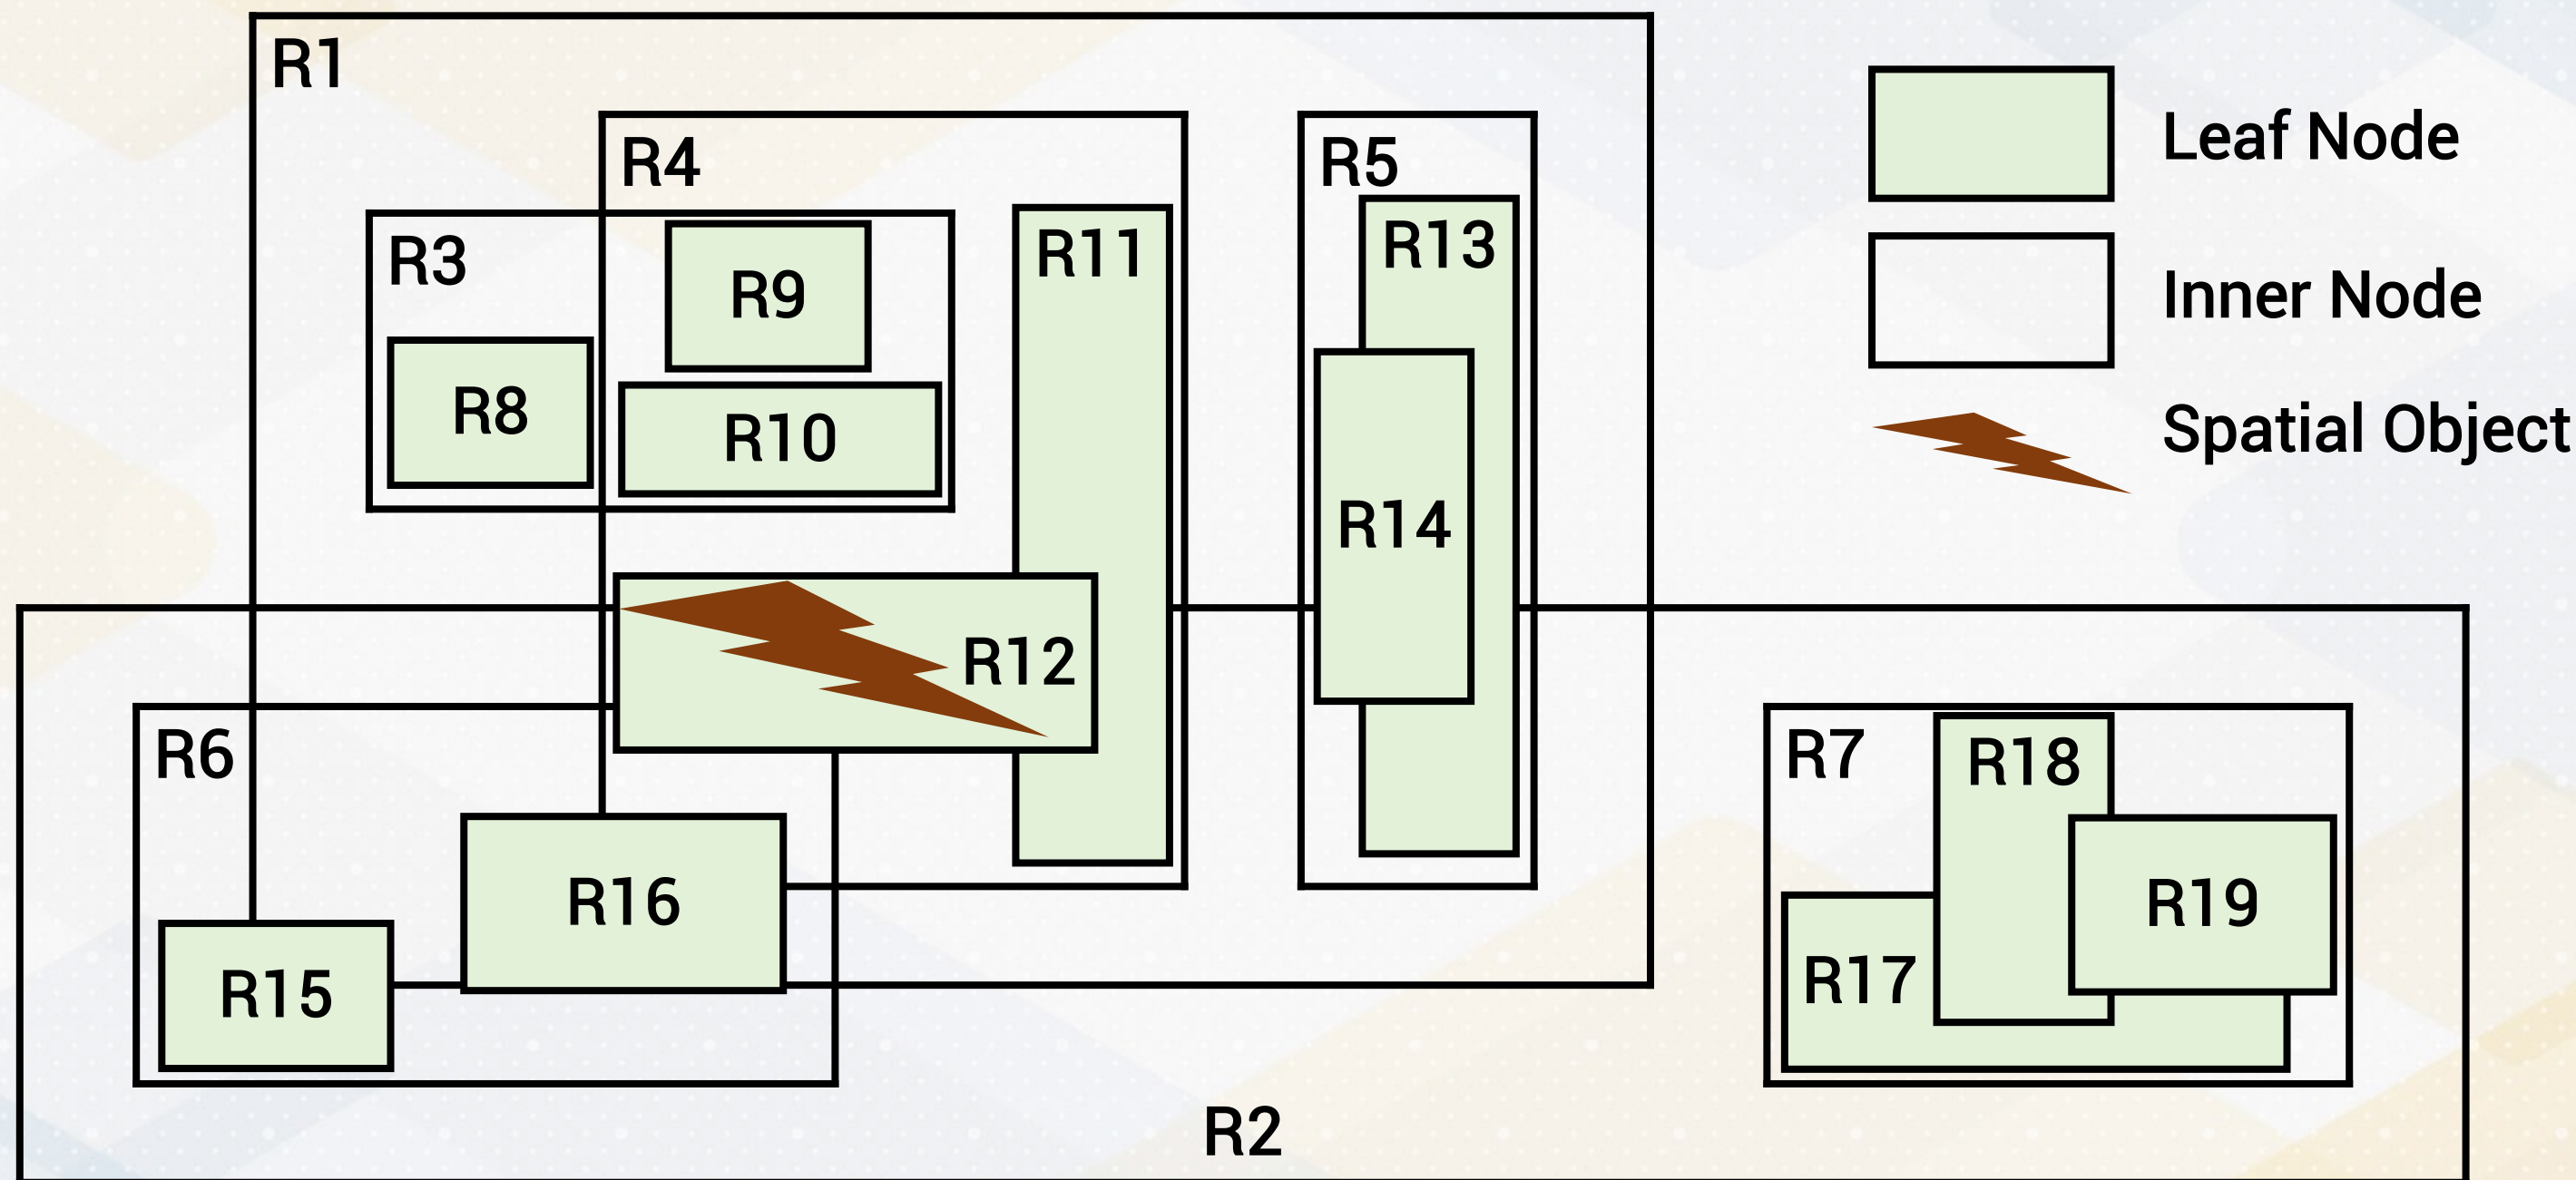 R1
R4
R5
R3
R11
R13
R9
R8
R10
R14
R12
R6
R7
R18
R16
R19
R15
R17
R2
Leaf Node
Inner Node
Spatial Object